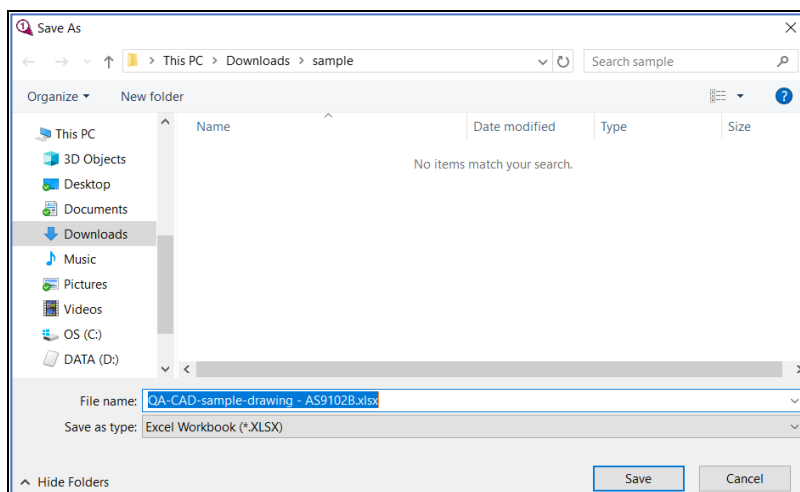 Save As
This PC > Downloads > sample
Search sample
Organize
New folder
Name
Date modified
Type
Size
No items match your search.
This PC
3D Objects
Desktop
Documents
Downloads
Music
Pictures
Videos
OS (C:)
DATA (D:)
File name: QA-CAD-sample-drawing - AS9102B.xlsx
Save as type: Excel Workbook (*.XLSX)
Hide Folders
Save
Cancel